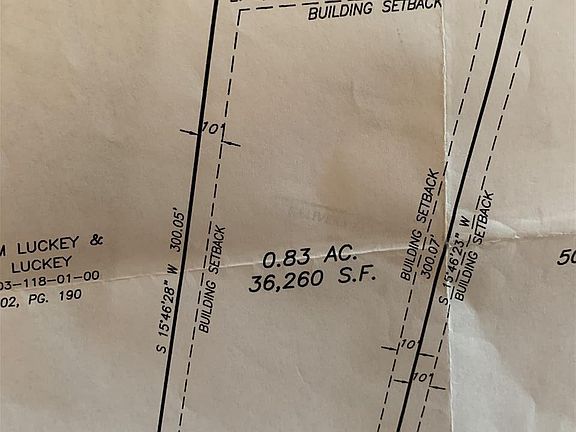 BUILDING SETBACK
10'
S 15°46'28" W 300.05'
BUILDING SETBACK
M LUCKEY &
LUCKEY
03-118-01-00
02, PG. 190
0.83 AC.
36,260 S.F.
BUILDING SETBACK
300.07'
S 15°46'23" W
BUILDING SETBACK
50
10'
10'